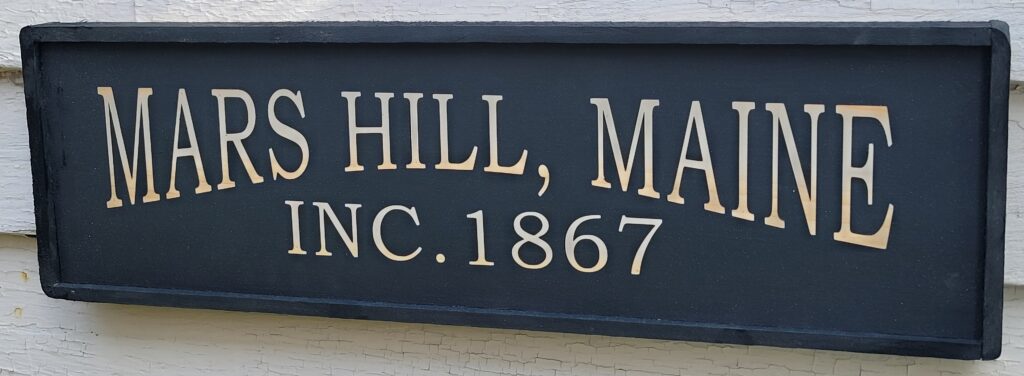 MARS HILL, MAINE
INC. 1867